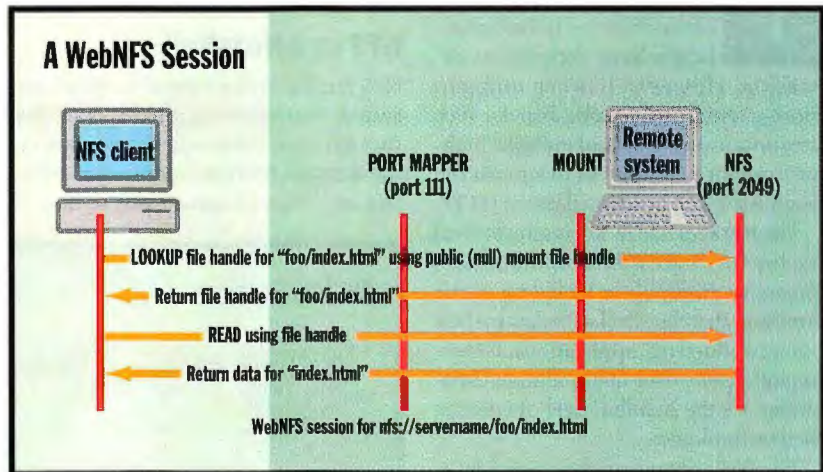 A WebNFS Session
NFS client
PORT MAPPER
(port 111)
MOUNT
Remote
system
NFS
(port 2049)
LOOKUP file handle for “foo/index.html” using public (null) mount file handle
Return file handle for “foo/index.html”
READ using file handle
Return data for “index.html”
WebNFS session for nfs://servername/foo/index.html